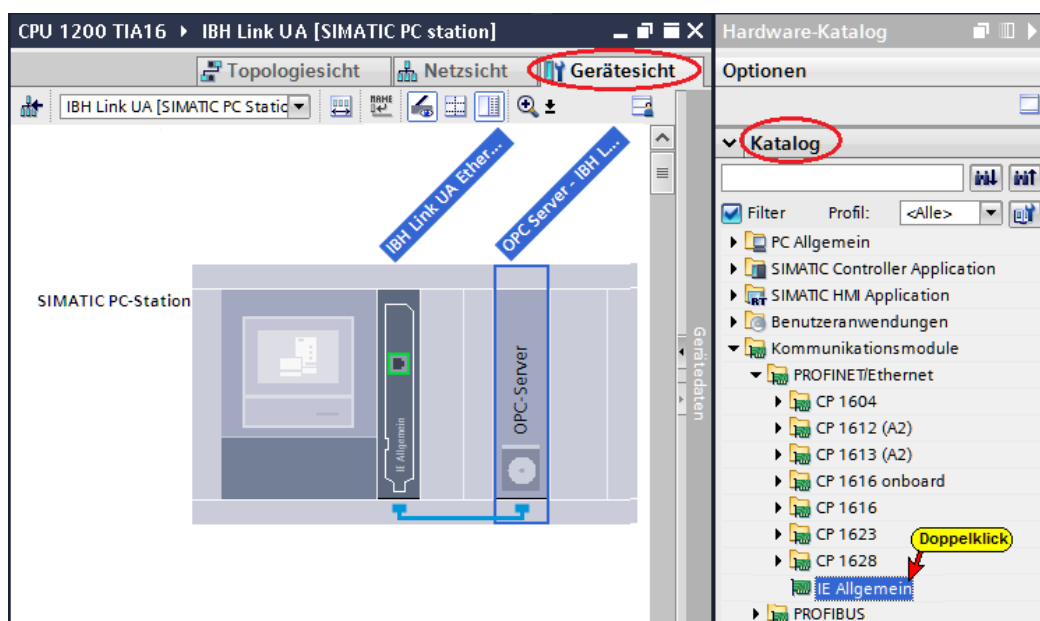 CPU 1200 TIA16 ▸ IBH Link UA [SIMATIC PC station]
Topologiesicht
Netzsicht
Gerätesicht
IBH Link UA [SIMATIC PC Static
NAME
IBH Link UA Ether...
OPC Server - IBH L...
SIMATIC PC-Station
IE Allgemein
OPC-Server
Gerätedaten
Hardware-Katalog
Optionen
Katalog
Filter
Profil:
<Alle>
PC Allgemein
SIMATIC Controller Application
SIMATIC HMI Application
Benutzeranwendungen
Kommunikationsmodule
PROFINET/Ethernet
CP 1604
CP 1612 (A2)
CP 1613 (A2)
CP 1616 onboard
CP 1616
CP 1623
Doppelklick
CP 1628
IE Allgemein
PROFIBUS